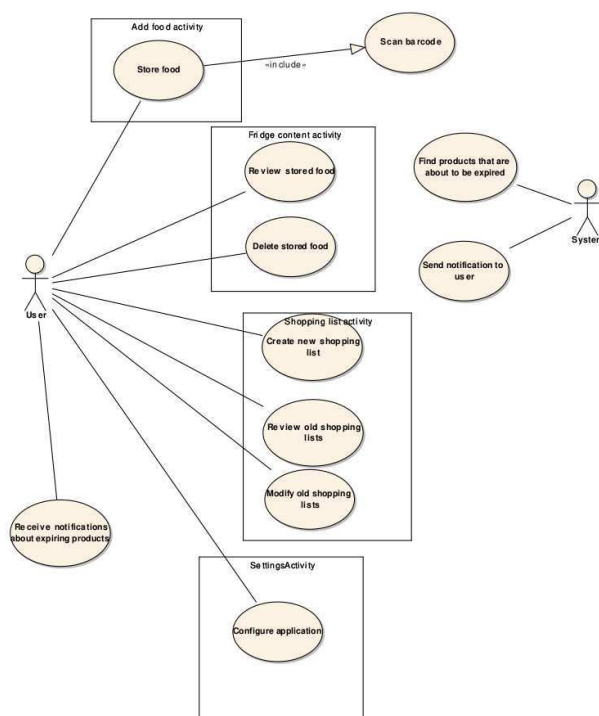 Add food activity
Store food
«include»
Scan barcode
Fridge content activity
Review stored food
Delete stored food
Find products that are
about to be expired
System
Send notification to
user
User
Shopping list activity
Create new shopping
list
Review old shopping
lists
Modify old shopping
lists
Receive notifications
about expiring products
SettingsActivity
Configure application